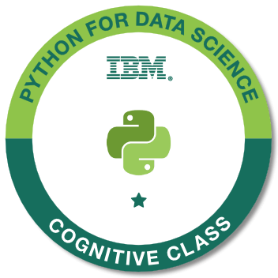 PYTHON FOR DATA SCIENCE
IBM®
COGNITIVE CLASS